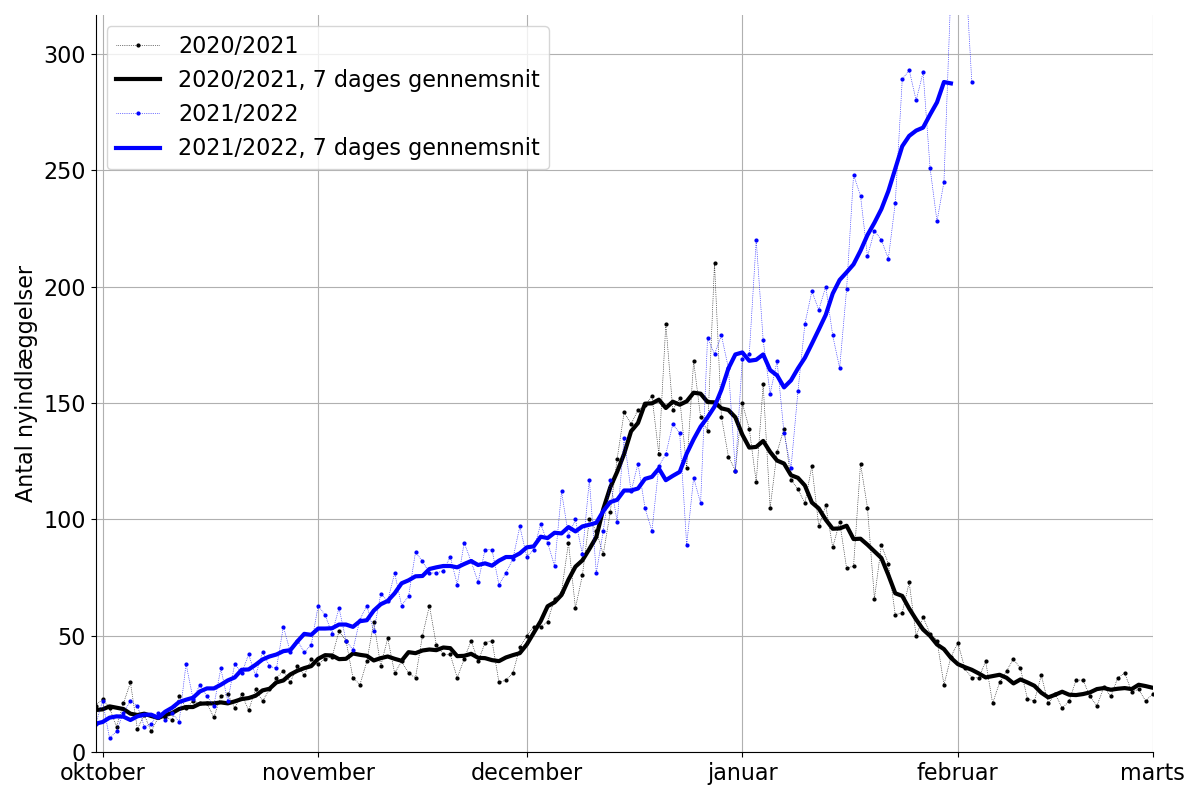 2020/2021
2020/2021, 7 dages gennemsnit
2021/2022
2021/2022, 7 dages gennemsnit
Antal nyindlæggelser
300
250
200
150
100
50
0
oktober november december januar februar marts